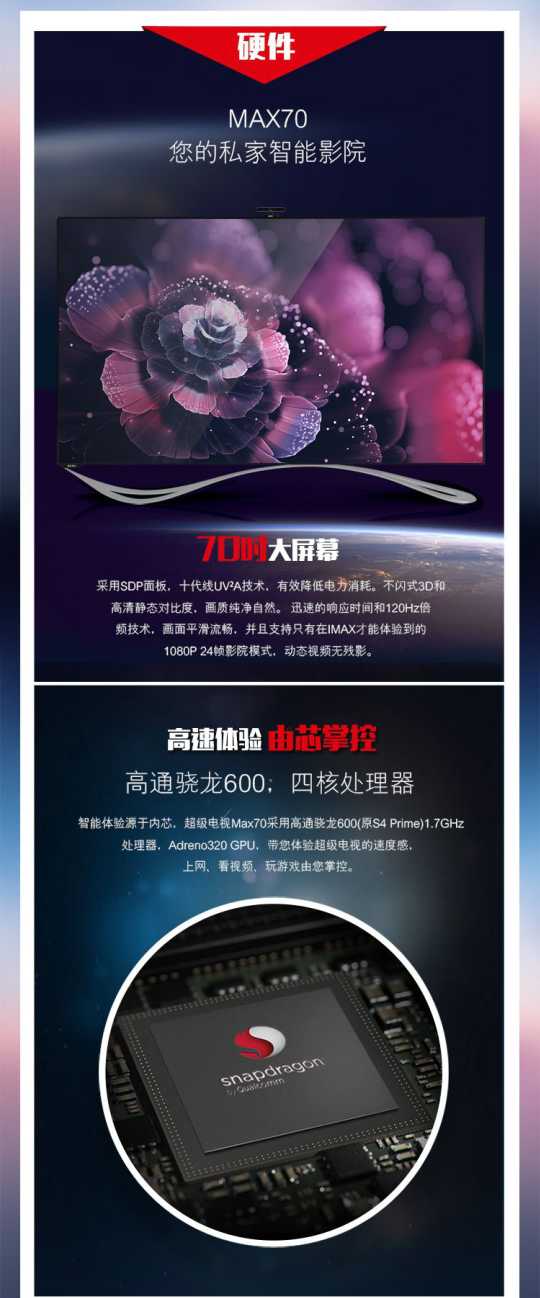 硬件
MAX70
您的私家智能影院
70吋大屏幕
采用SDP面板，十代线UV²A技术，有效降低电力消耗。不闪式3D和
高清静态对比度，画质纯净自然。 迅速的响应时间和120Hz倍
频技术，画面平滑流畅，并且支持只有在IMAX才能体验到的
1080P 24帧影院模式，动态视频无残影。
高速体验 由芯掌控
高通骁龙600，四核处理器
智能体验源于内芯，超级电视Max70采用高通骁龙600(原S4 Prime)1.7GHz
处理器，Adreno320 GPU，带您体验超级电视的速度感，
上网、看视频、玩游戏由您掌控。
snapdragon
by Qualcomm